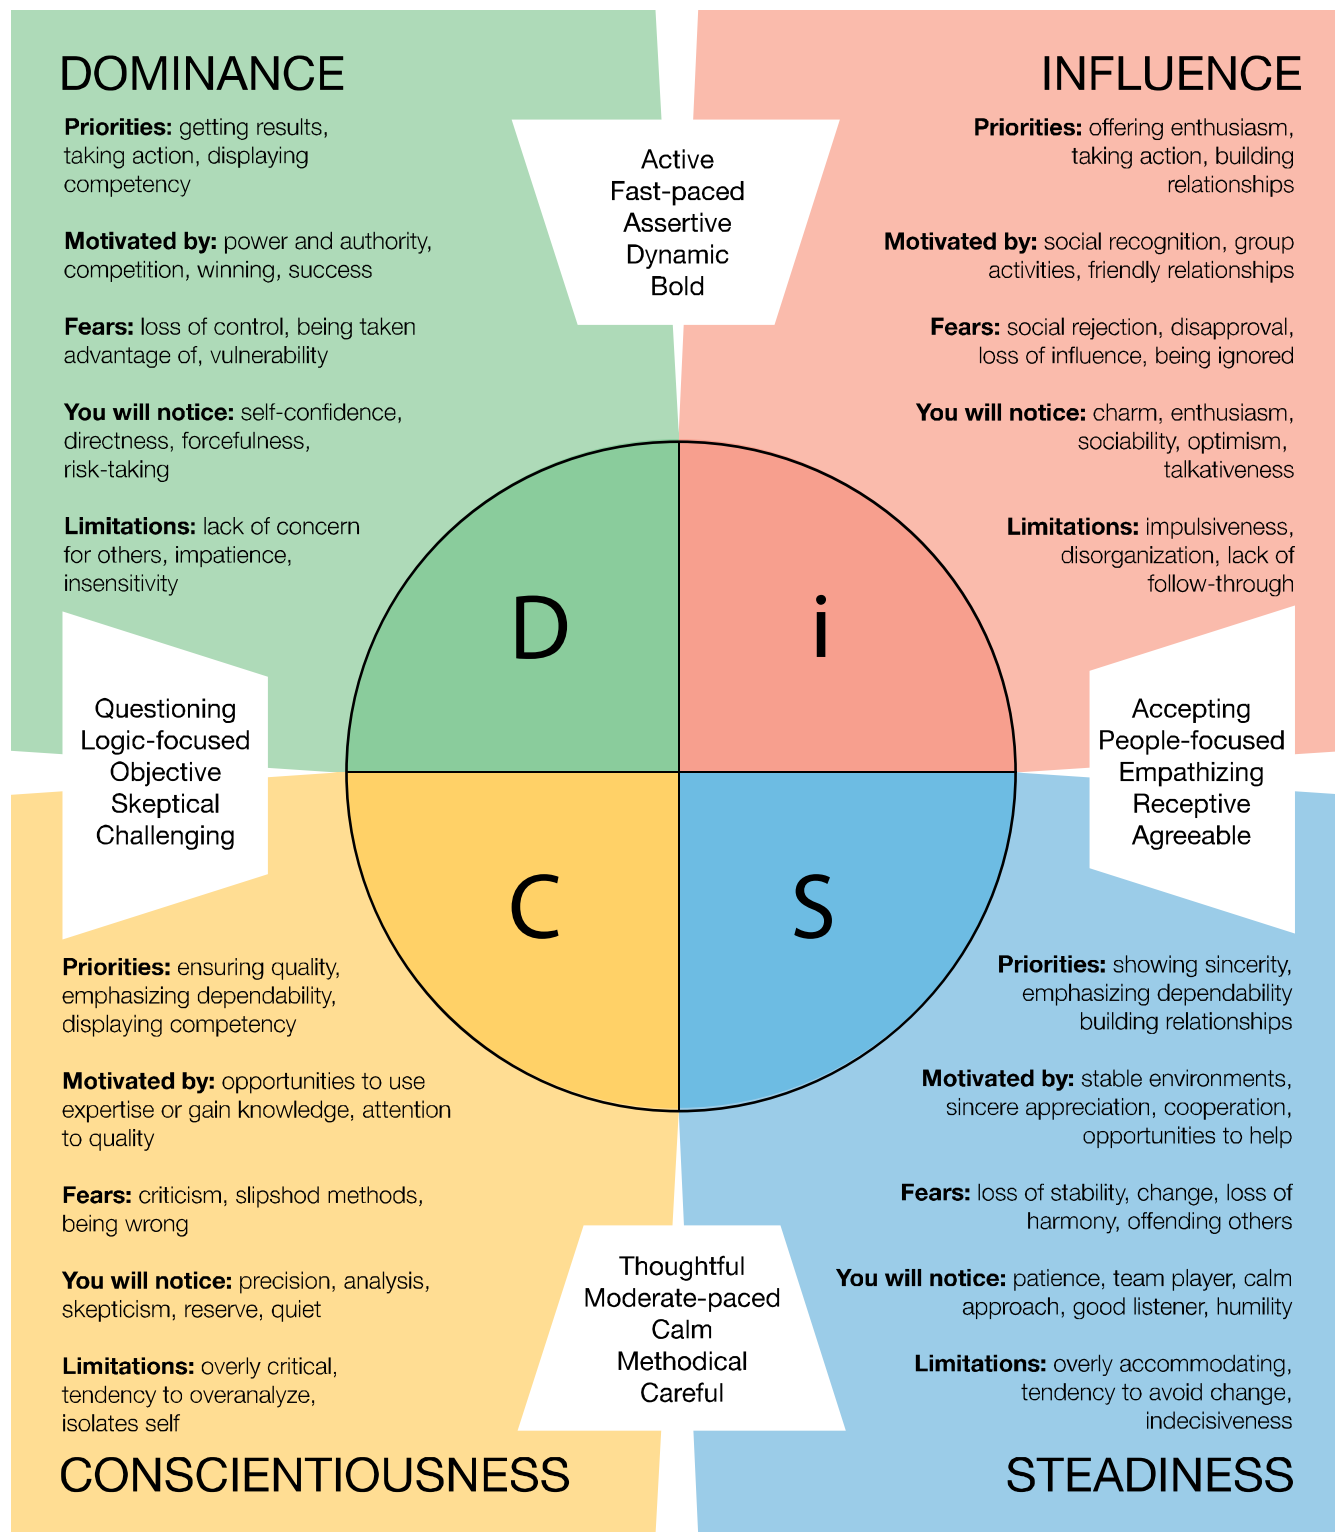 DOMINANCE
Priorities: getting results,
taking action, displaying
competency
Motivated by: power and authority,
competition, winning, success
Fears: loss of control, being taken
advantage of, vulnerability
You will notice: self-confidence,
directness, forcefulness,
risk-taking
Limitations: lack of concern
for others, impatience,
insensitivity
Active
Fast-paced
Assertive
Dynamic
Bold
INFLUENCE
Priorities: offering enthusiasm,
taking action, building
relationships
Motivated by: social recognition, group
activities, friendly relationships
Fears: social rejection, disapproval,
loss of influence, being ignored
You will notice: charm, enthusiasm,
sociability, optimism,
talkativeness
Limitations: impulsiveness,
disorganization, lack of
follow-through
D
i
Questioning
Logic-focused
Objective
Skeptical
Challenging
Accepting
People-focused
Empathizing
Receptive
Agreeable
C
S
Priorities: ensuring quality,
emphasizing dependability,
displaying competency
Motivated by: opportunities to use
expertise or gain knowledge, attention
to quality
Fears: criticism, slipshod methods,
being wrong
You will notice: precision, analysis,
skepticism, reserve, quiet
Limitations: overly critical,
tendency to overanalyze,
isolates self
CONSCIENTIOUSNESS
Thoughtful
Moderate-paced
Calm
Methodical
Careful
Priorities: showing sincerity,
emphasizing dependability
building relationships
Motivated by: stable environments,
sincere appreciation, cooperation,
opportunities to help
Fears: loss of stability, change, loss of
harmony, offending others
You will notice: patience, team player, calm
approach, good listener, humility
Limitations: overly accommodating,
tendency to avoid change,
indecisiveness
STEADINESS